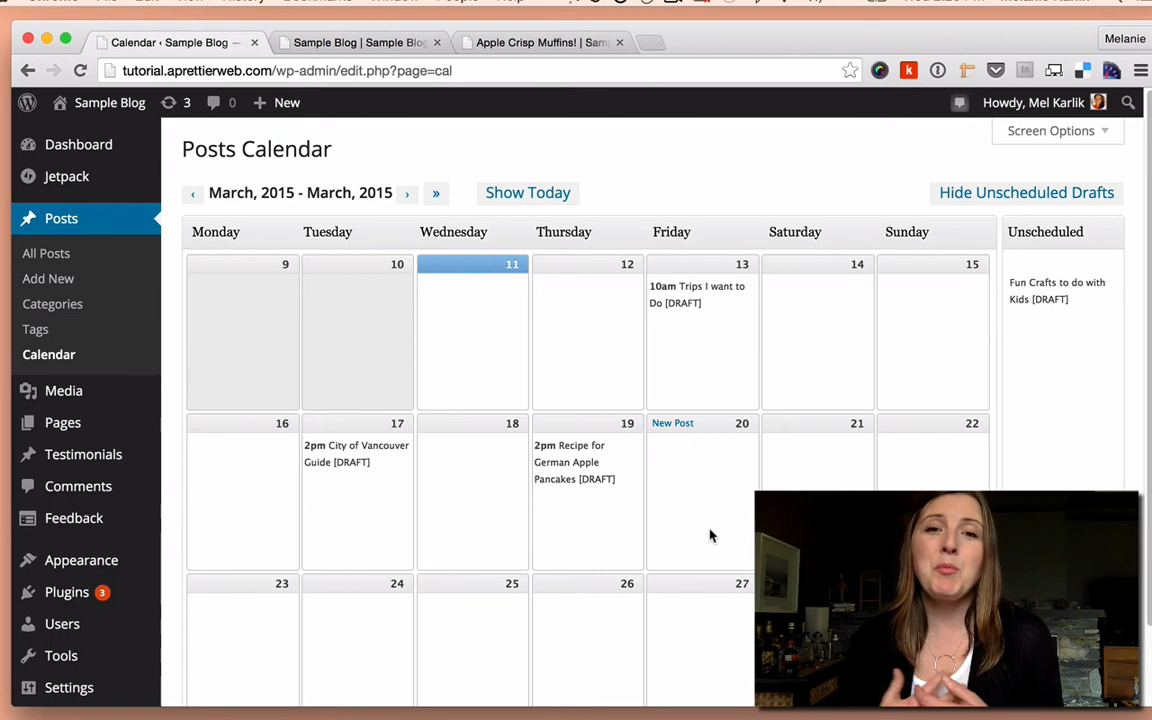 Calendar ‹ Sample Blog —
Sample Blog | Sample Blog
Apple Crisp Muffins! | Sam
Melanie
tutorial.aprettierweb.com/wp-admin/edit.php?page=cal
Sample Blog 3 0 + New
Howdy, Mel Karlik
Dashboard
Jetpack
Posts
All Posts
Add New
Categories
Tags
Calendar
Media
Pages
Testimonials
Comments
Feedback
Appearance
Plugins 3
Users
Tools
Settings
Screen Options
Posts Calendar
‹ March, 2015 - March, 2015 › » Show Today
Hide Unscheduled Drafts
Monday Tuesday Wednesday Thursday Friday Saturday Sunday Unscheduled
9 10 11 12 13 14 15
10am Trips I want to
Do [DRAFT]
Fun Crafts to do with
Kids [DRAFT]
16 17 18 19 New Post 20 21 22
2pm City of Vancouver
Guide [DRAFT]
2pm Recipe for
German Apple
Pancakes [DRAFT]
23 24 25 26 27